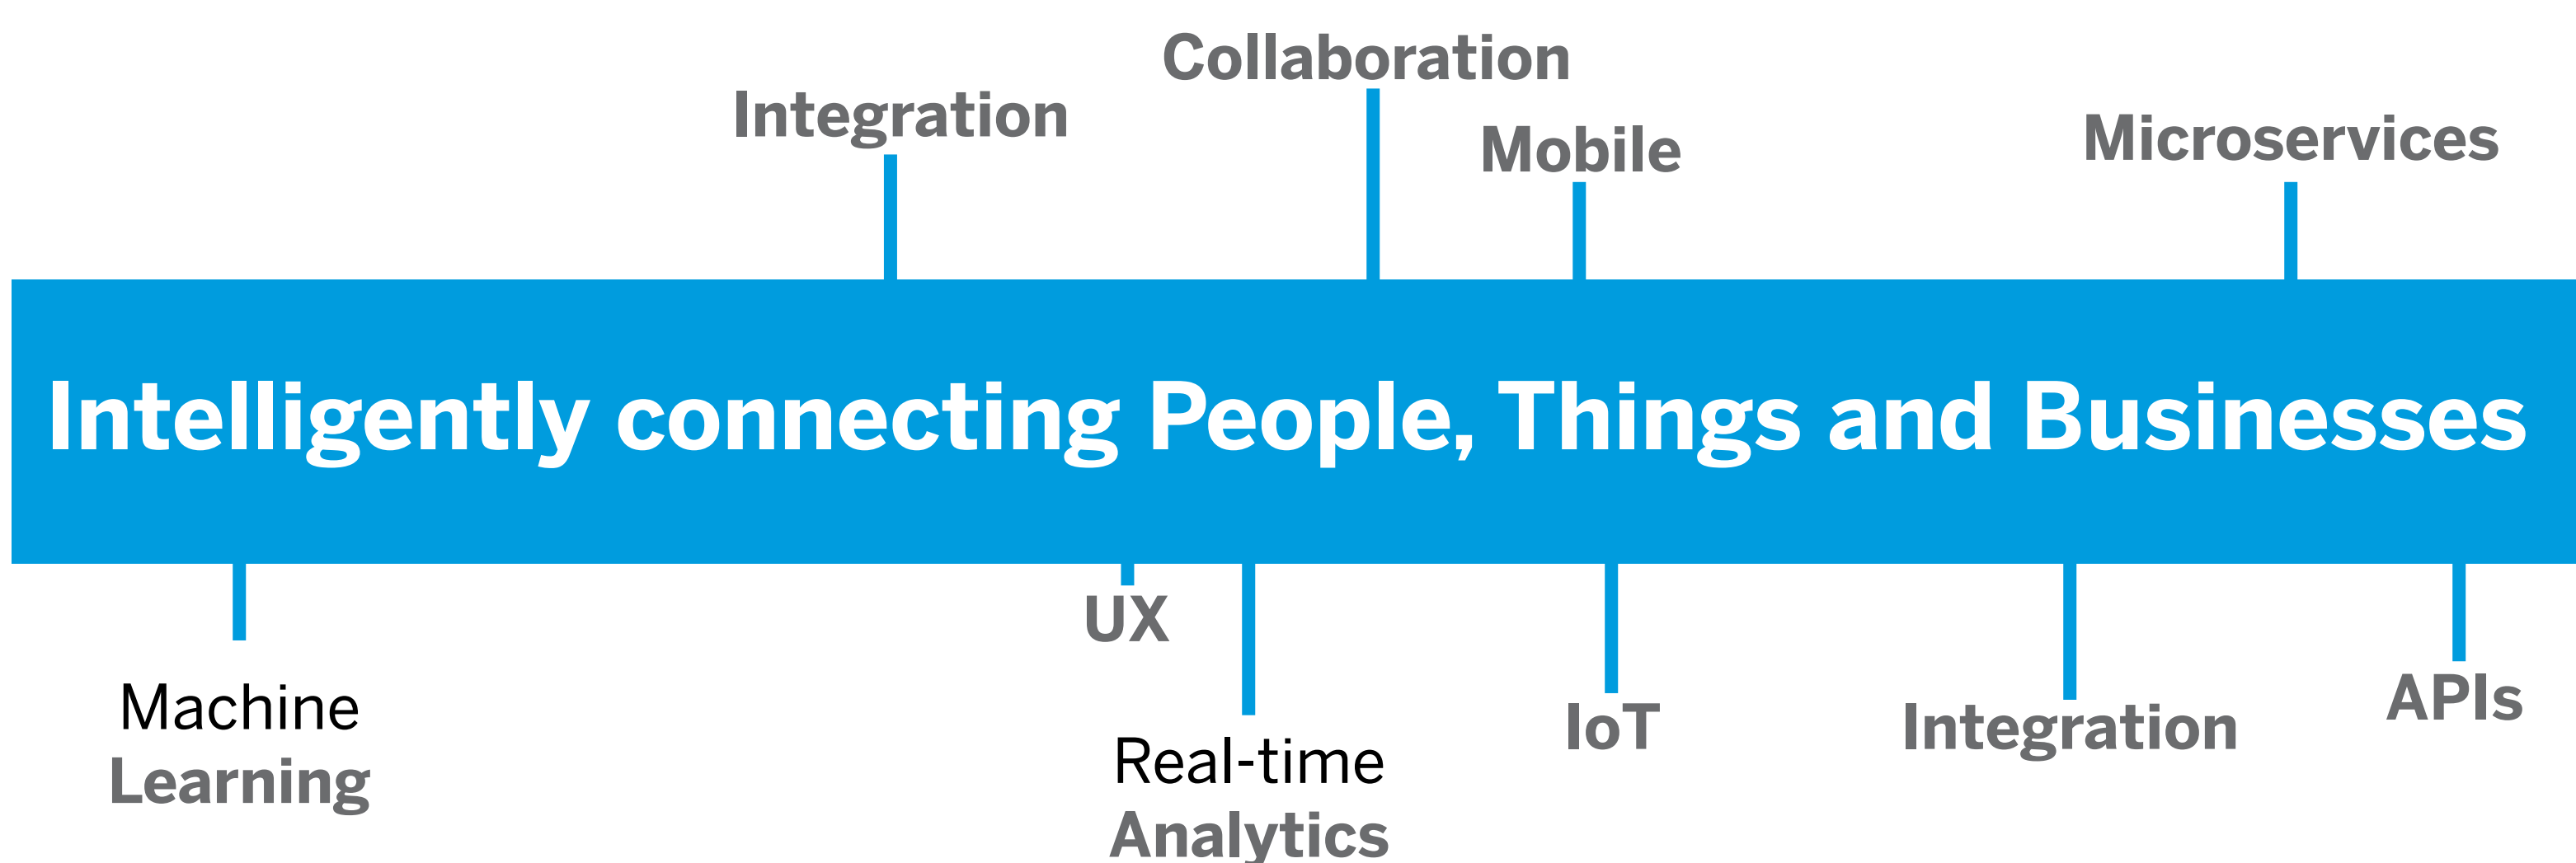 Collaboration
Integration
Mobile
Microservices
Intelligently connecting People, Things and Businesses
UX
Machine
Learning
Real-time
Analytics
IoT
Integration
APIs